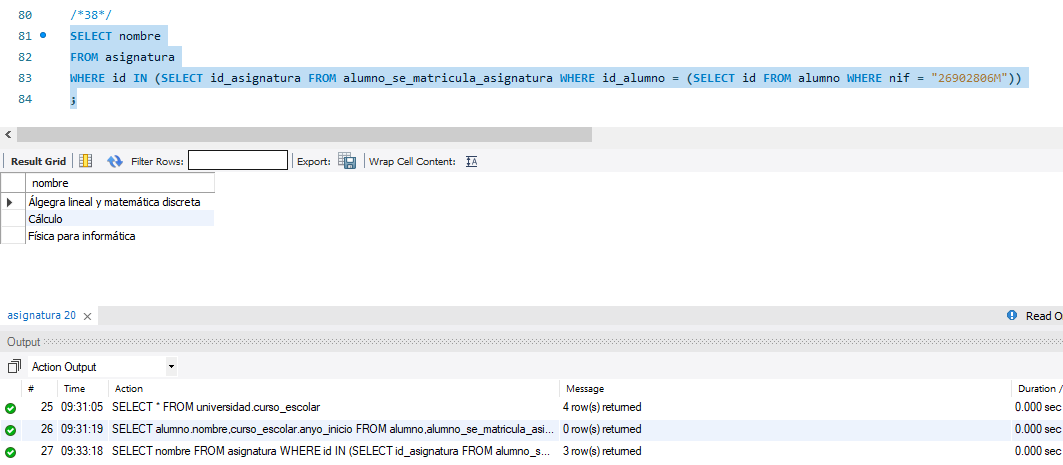 80 /*38*/
81 SELECT nombre
82 FROM asignatura
83 WHERE id IN (SELECT id_asignatura FROM alumno_se_matricula_asignatura WHERE id_alumno = (SELECT id FROM alumno WHERE nif = "26902806M"))
84 ;
Result Grid Filter Rows: Export: Wrap Cell Content: IA
nombre
Álgegra lineal y matemática discreta
Cálculo
Física para informática
asignatura 20 × Read O
Output
Action Output
# Time Action Message Duration /
25 09:31:05 SELECT * FROM universidad.curso_escolar 4 row(s) returned 0.000 sec
26 09:31:19 SELECT alumno.nombre,curso_escolar.anyo_inicio FROM alumno,alumno_se_matricula_asi... 0 row(s) returned 0.000 sec
27 09:33:18 SELECT nombre FROM asignatura WHERE id IN (SELECT id_asignatura FROM alumno_s... 3 row(s) returned 0.000 sec